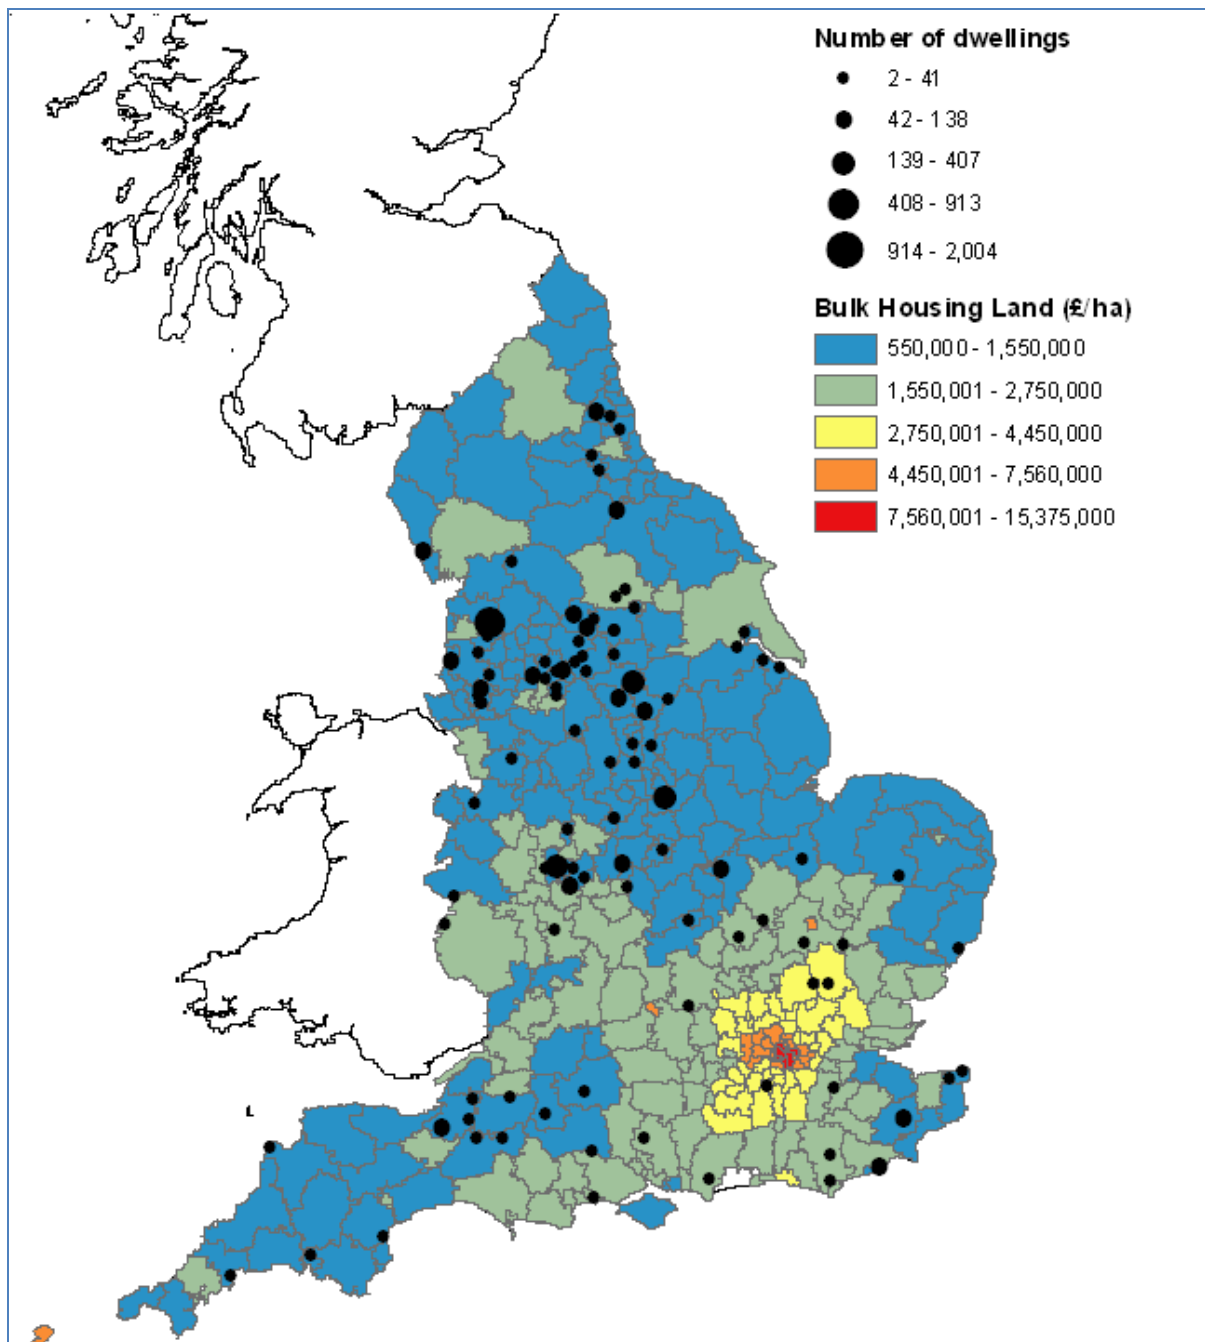 Number of dwellings
2 - 41
42 - 138
139 - 407
408 - 913
914 - 2,004
Bulk Housing Land (£/ha)
550,000 - 1,550,000
1,550,001 - 2,750,000
2,750,001 - 4,450,000
4,450,001 - 7,560,000
7,560,001 - 15,375,000